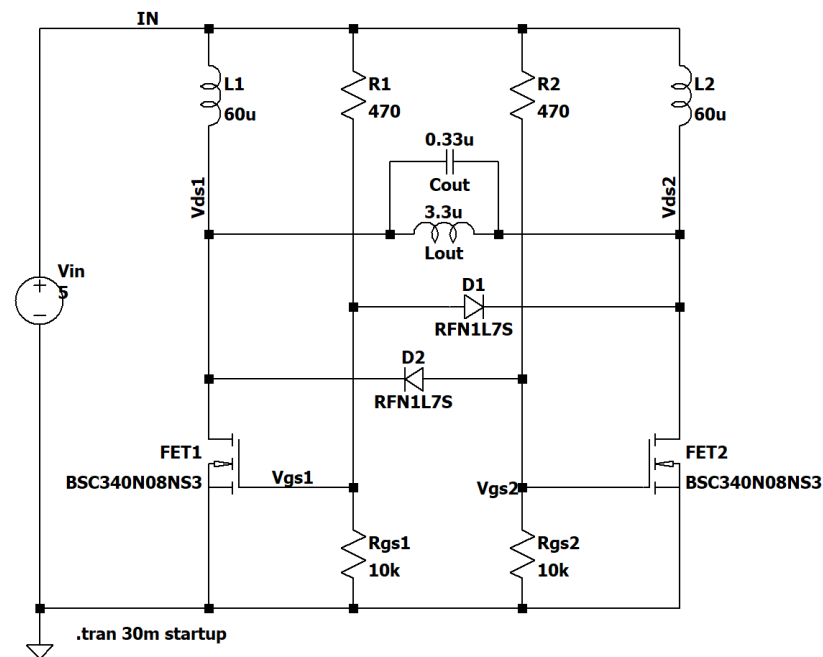 IN
L1
60u
R1
470
R2
470
L2
60u
0.33u
Cout
Vds1
Vds2
3.3u
Lout
Vin
5
D1
RFN1L7S
D2
RFN1L7S
FET1
BSC340N08NS3
Vgs1
Vgs2
FET2
BSC340N08NS3
Rgs1
10k
Rgs2
10k
.tran 30m startup